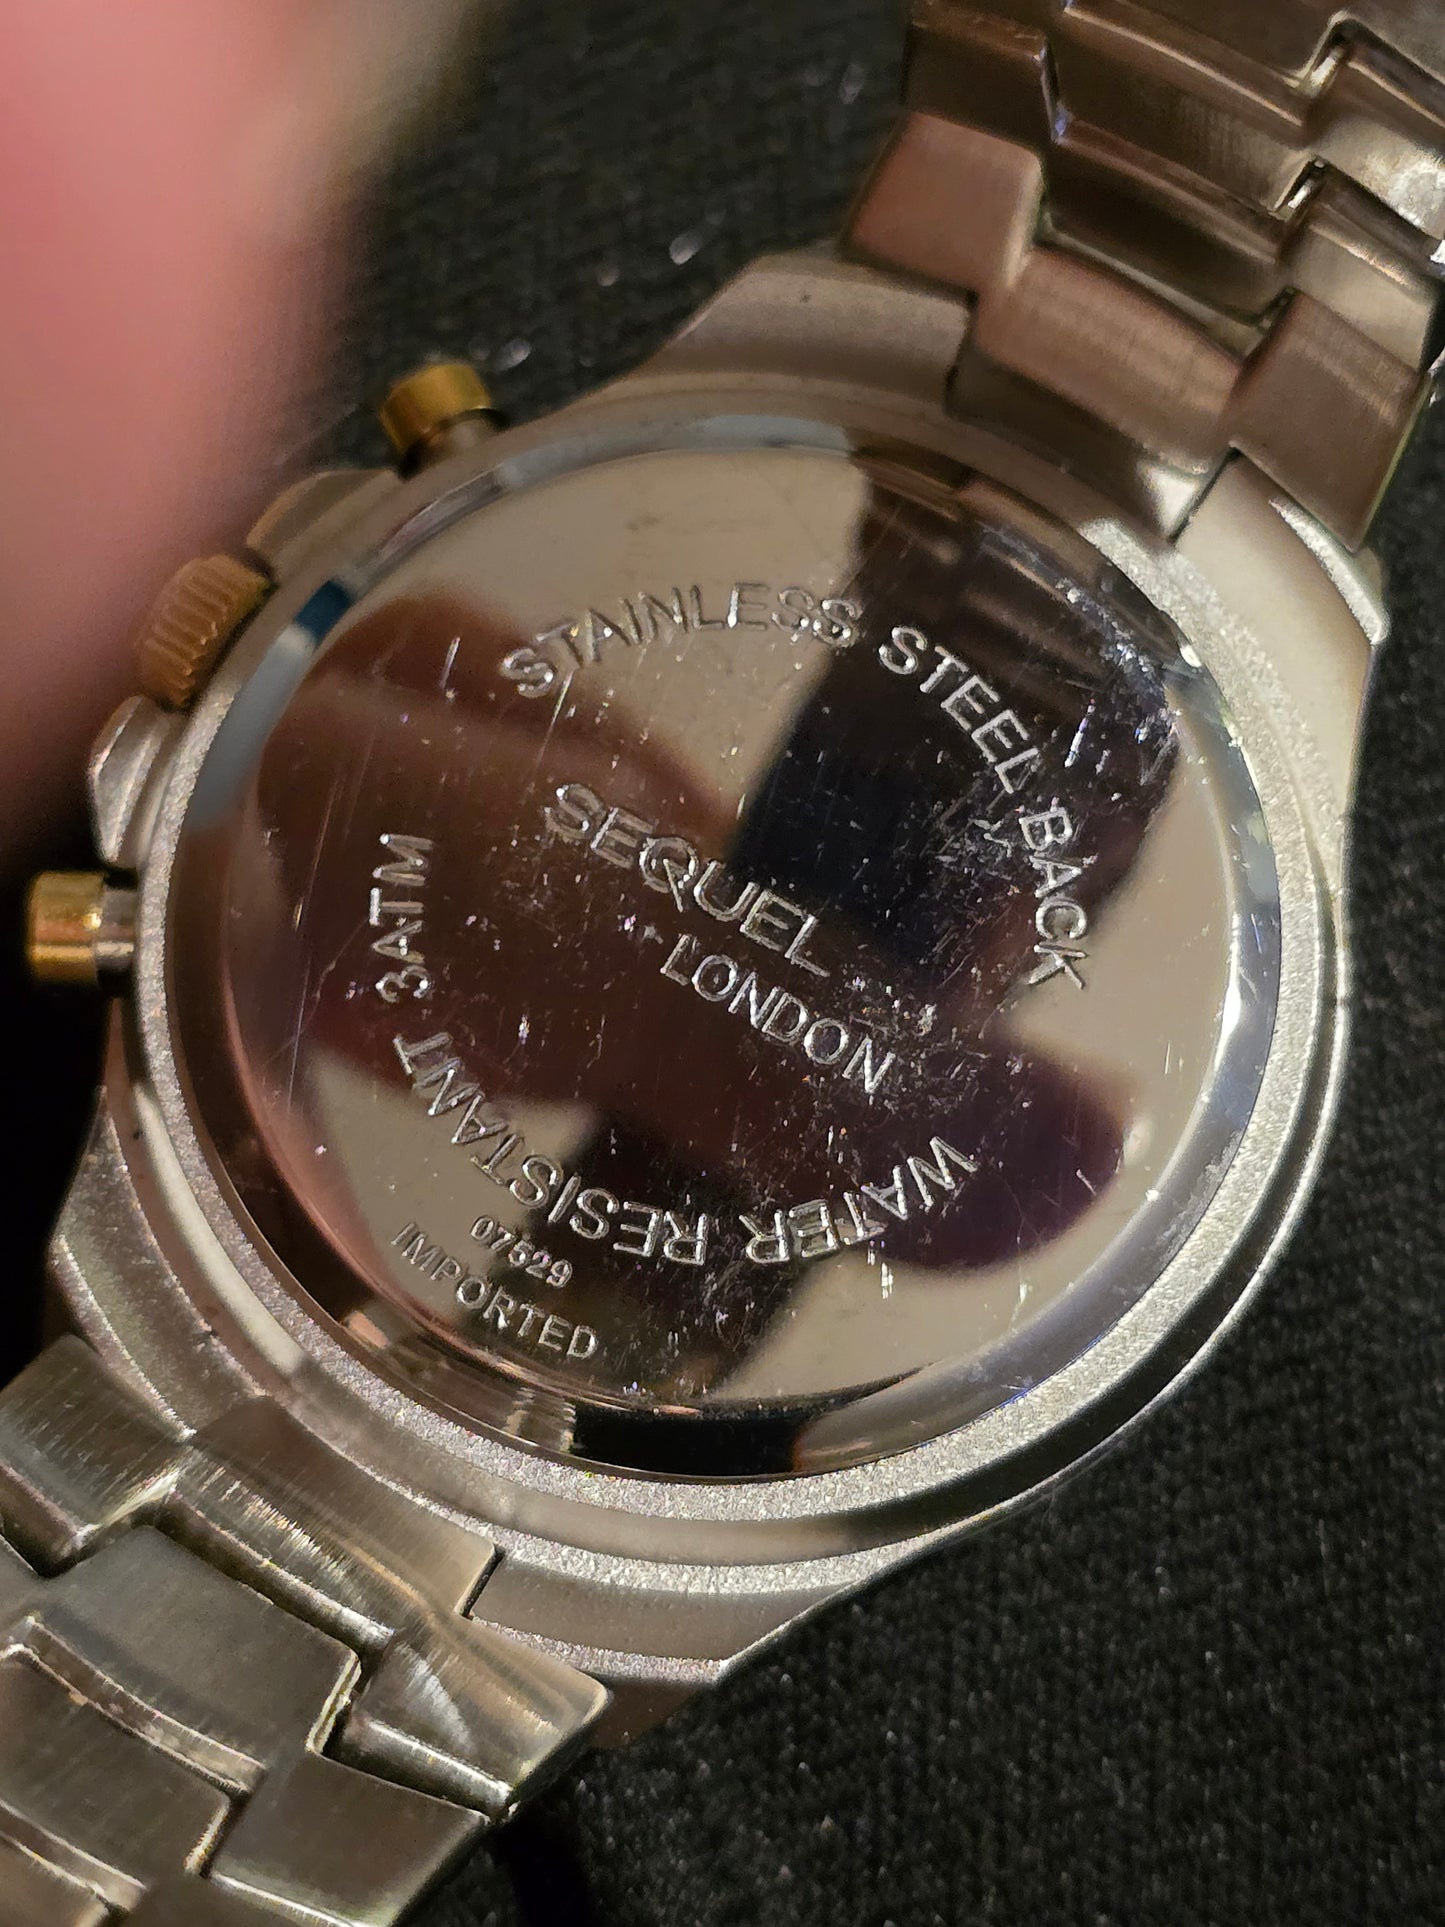 STAINLESS STEEL BACK
SEQUEL
LONDON
WATER RESISTANT 3ATM
07529
IMPORTED